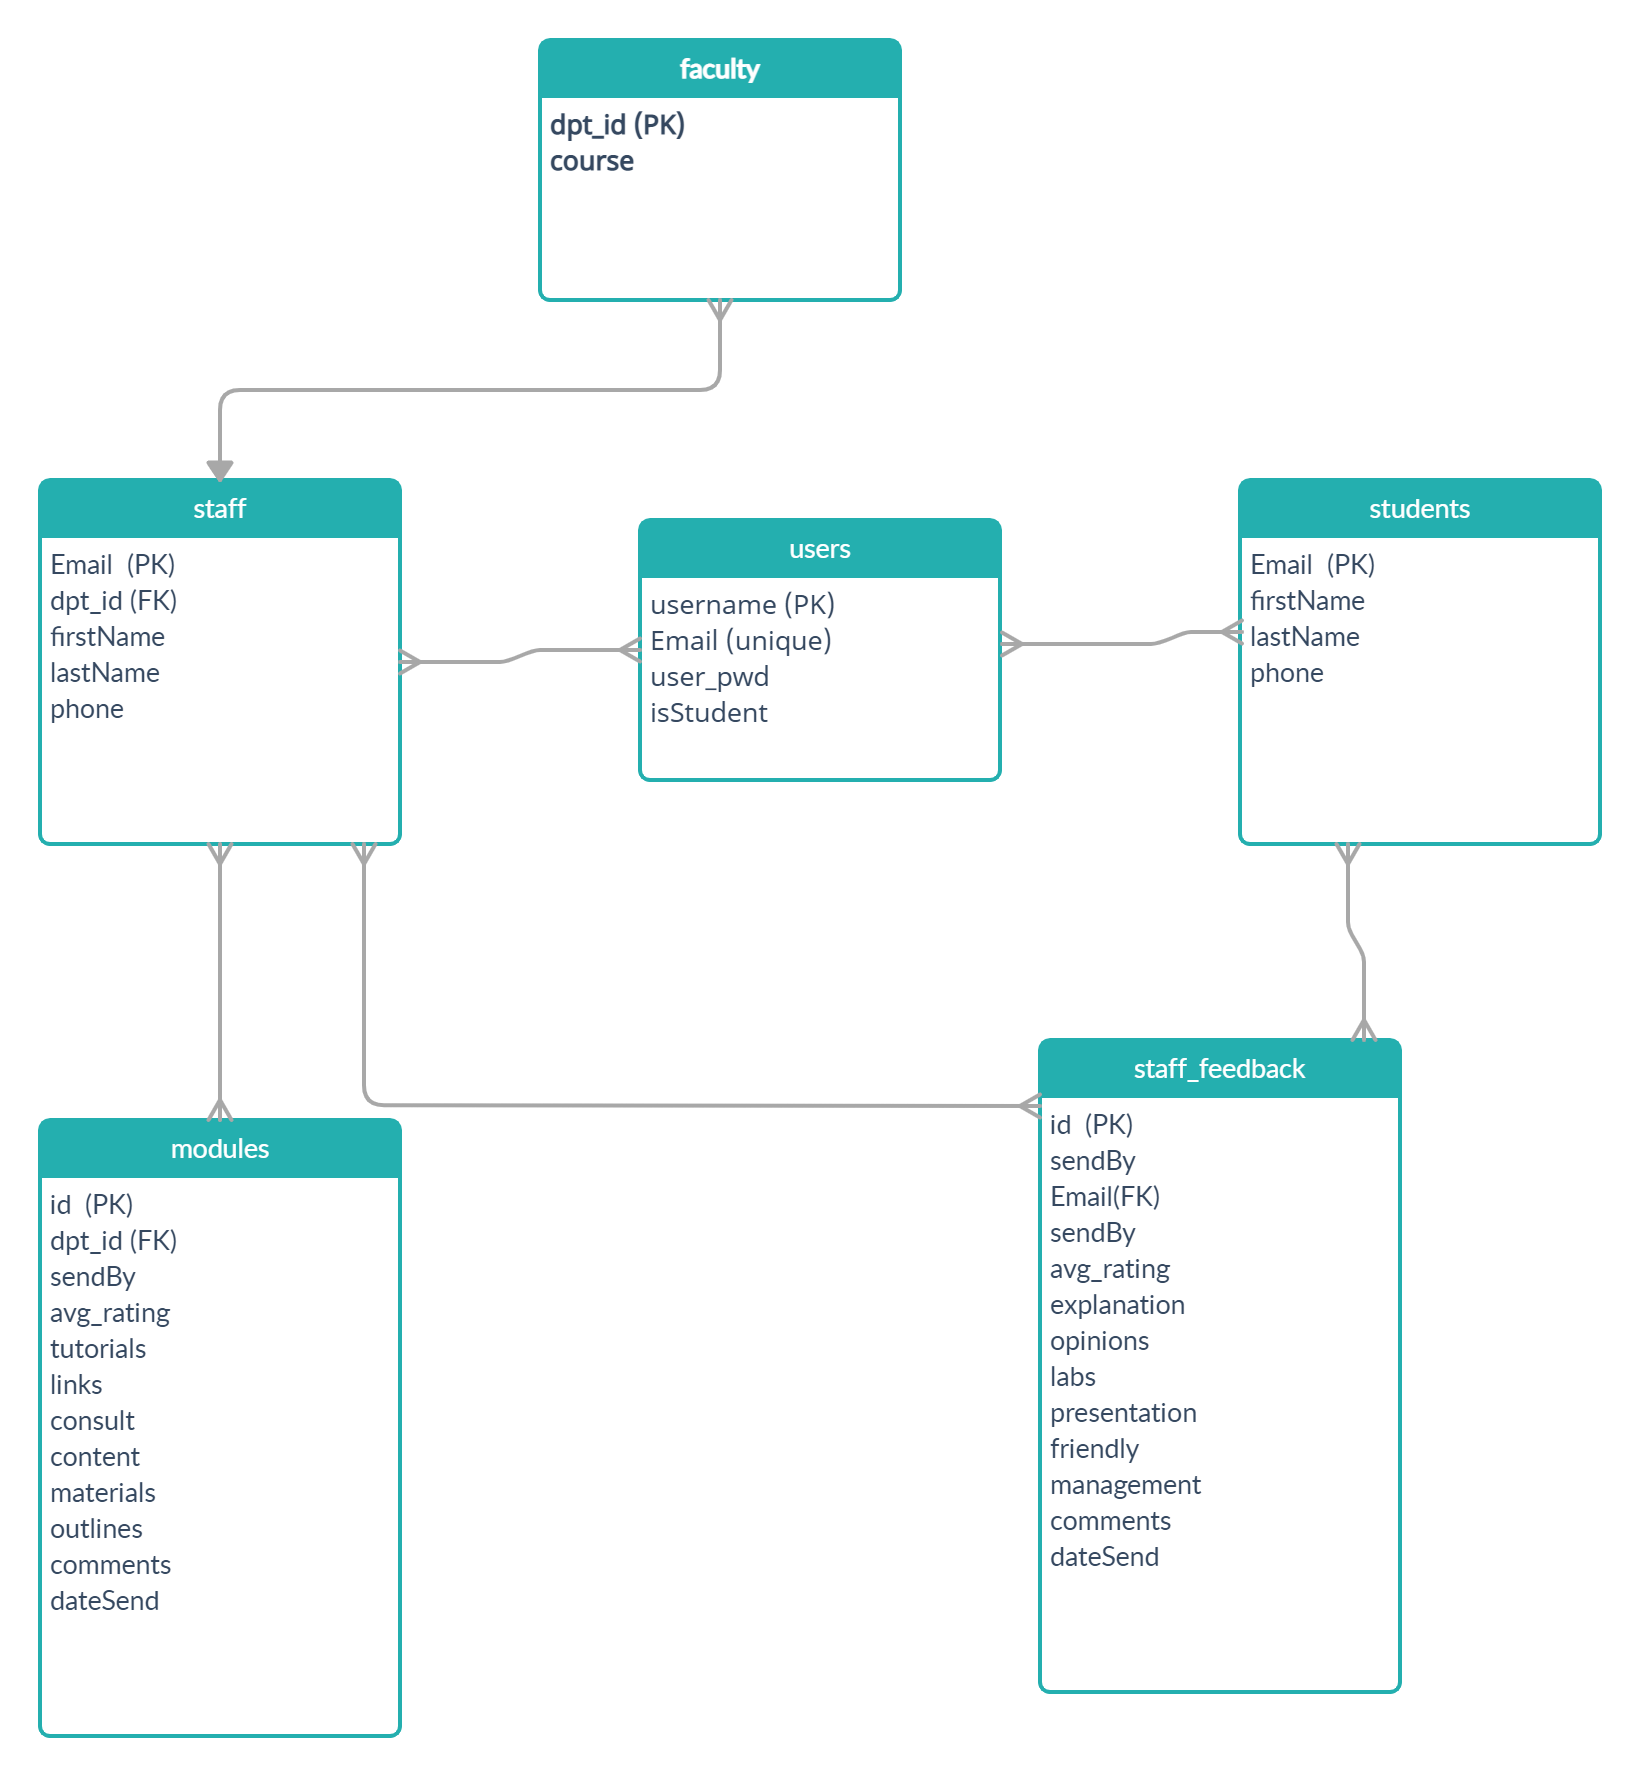 faculty
dpt_id (PK)
course
staff
Email  (PK)
dpt_id (FK)
firstName
lastName
phone
users
username (PK)
Email (unique)
user_pwd
isStudent
students
Email  (PK)
firstName
lastName
phone
modules
id  (PK)
dpt_id (FK)
sendBy
avg_rating
tutorials
links
consult
content
materials
outlines
comments
dateSend
staff_feedback
id  (PK)
sendBy
Email(FK)
sendBy
avg_rating
explanation
opinions
labs
presentation
friendly
management
comments
dateSend